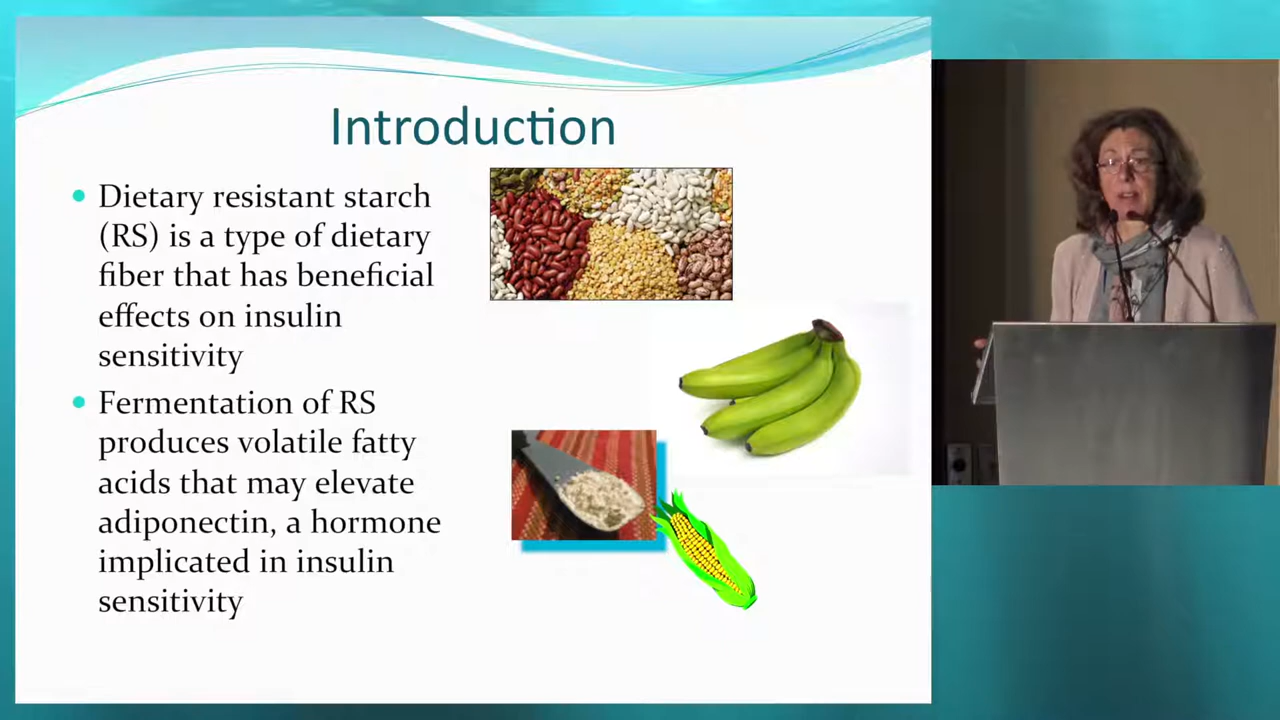 Introduction
Dietary resistant starch
(RS) is a type of dietary
fiber that has beneficial
effects on insulin
sensitivity
Fermentation of RS
produces volatile fatty
acids that may elevate
adiponectin, a hormone
implicated in insulin
sensitivity